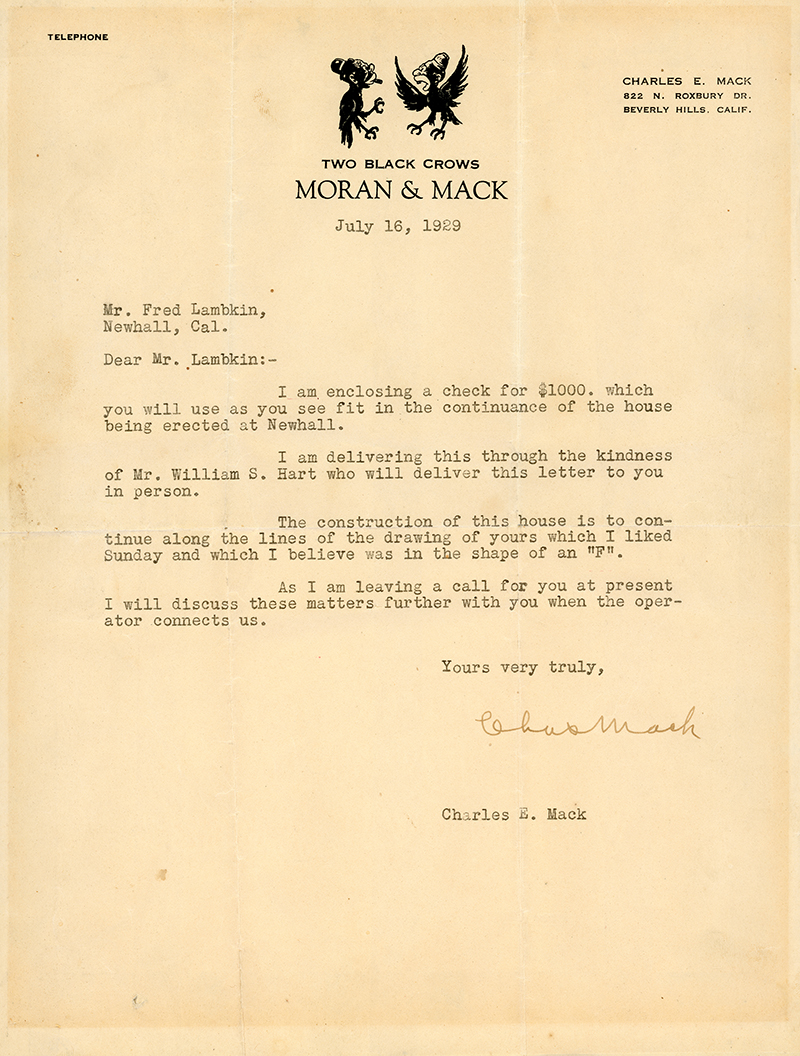 TELEPHONE
CHARLES E. MACK
822 N. ROXBURY DR.
BEVERLY HILLS, CALIF.
TWO BLACK CROWS
MORAN & MACK
July 16, 1929
Mr. Fred Lambkin,
Newhall, Cal.
Dear Mr. Lambkin:-
I am enclosing a check for $1000. which
you will use as you see fit in the continuance of the house
being erected at Newhall.
I am delivering this through the kindness
of Mr. William S. Hart who will deliver this letter to you
in person.
The construction of this house is to con-
tinue along the lines of the drawing of yours which I liked
Sunday and which I believe was in the shape of an "F".
As I am leaving a call for you at present
I will discuss these matters further with you when the oper-
ator connects us.
Yours very truly,
Chas Mack
Charles E. Mack